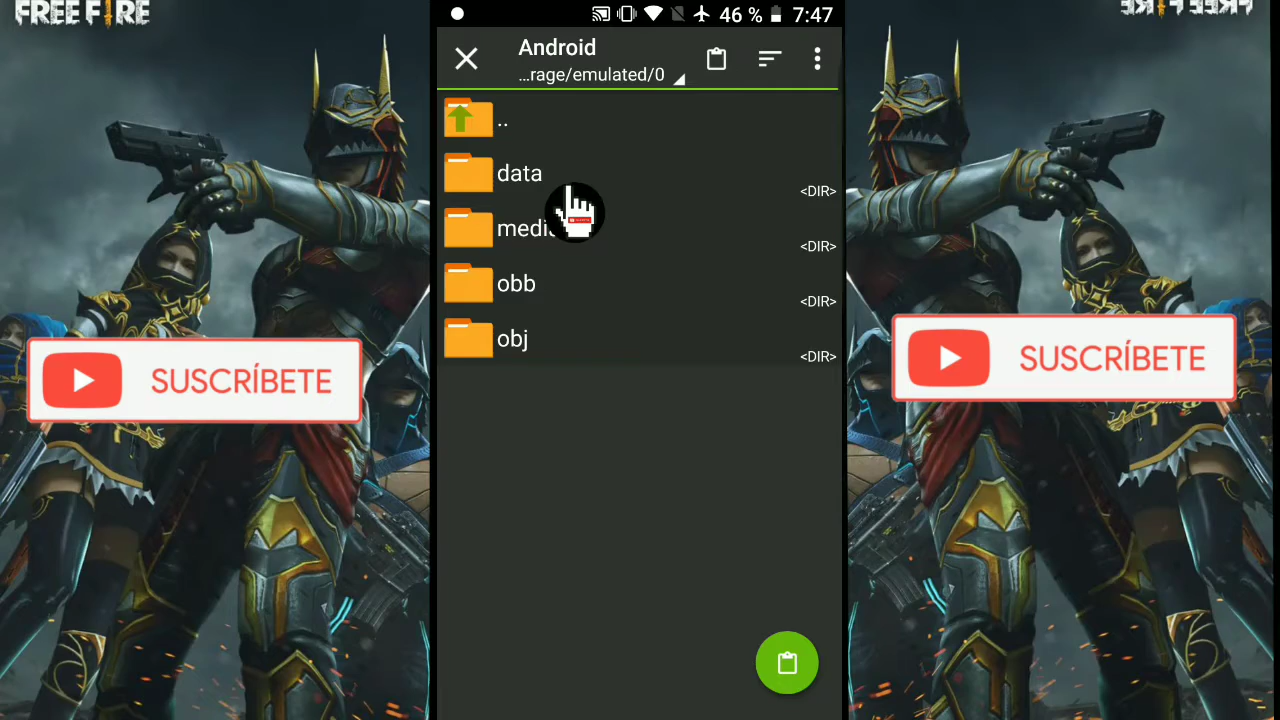 FREE FIRE
FREE FIRE
46 % 7:47
Android
...rage/emulated/0
..
data
<DIR>
medi
<DIR>
obb
<DIR>
obj
<DIR>
SUSCRÍBETE
SUSCRÍBETE